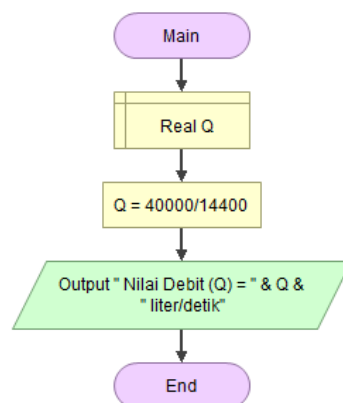 Main
Real Q
Q = 40000/14400
Output " Nilai Debit (Q) = " & Q &
" liter/detik"
End